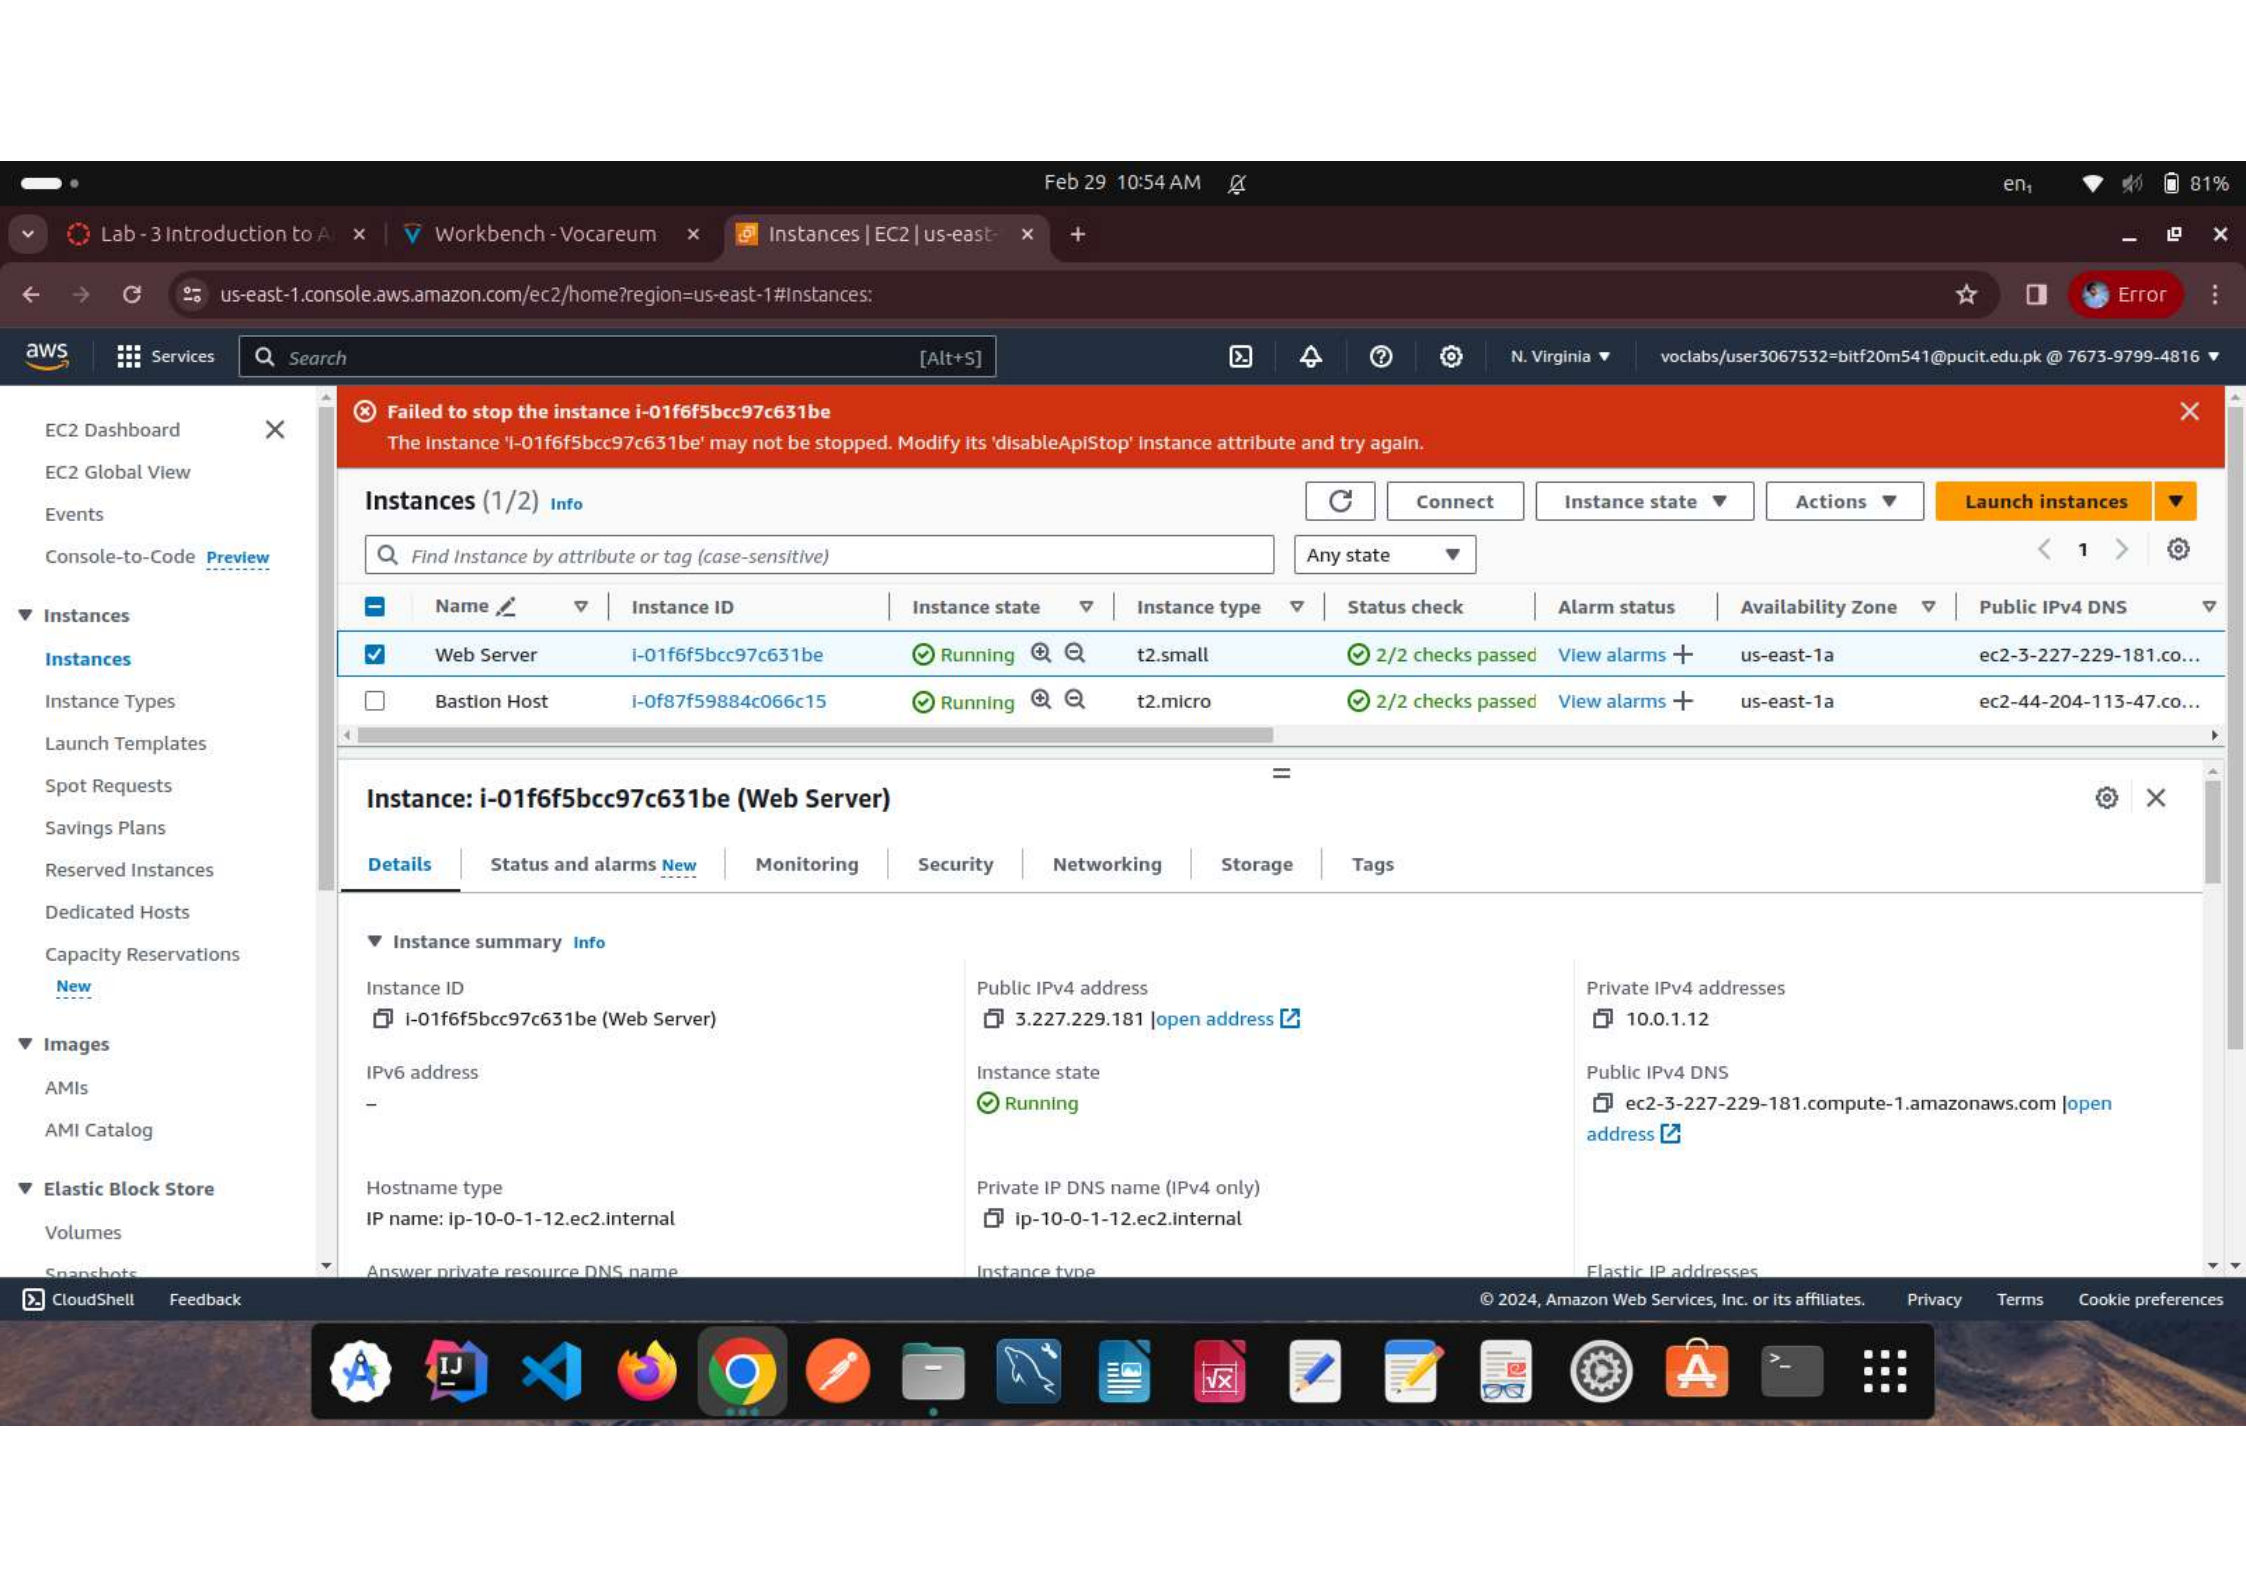 Feb 29 10:54 AM
en₁
81%
Lab - 3 Introduction to A
Workbench - Vocareum
Instances | EC2 | us-east-
us-east-1.console.aws.amazon.com/ec2/home?region=us-east-1#Instances:
Error
aws
Services
Search
[Alt+S]
N. Virginia
voclabs/user3067532=bitf20m541@pucit.edu.pk @ 7673-9799-4816
EC2 Dashboard
EC2 Global View
Events
Console-to-Code Preview
Instances
Instances
Instance Types
Launch Templates
Spot Requests
Savings Plans
Reserved Instances
Dedicated Hosts
Capacity Reservations
New
Images
AMIs
AMI Catalog
Elastic Block Store
Volumes
Snapshots
Failed to stop the instance i-01f6f5bcc97c631be
The instance 'i-01f6f5bcc97c631be' may not be stopped. Modify its 'disableApiStop' instance attribute and try again.
Instances (1/2) Info
Connect
Instance state
Actions
Launch instances
Find Instance by attribute or tag (case-sensitive)
Any state
1
Name Instance ID Instance state Instance type Status check Alarm status Availability Zone Public IPv4 DNS
Web Server i-01f6f5bcc97c631be Running t2.small 2/2 checks passed View alarms + us-east-1a ec2-3-227-229-181.co...
Bastion Host i-0f87f59884c066c15 Running t2.micro 2/2 checks passed View alarms + us-east-1a ec2-44-204-113-47.co...
Instance: i-01f6f5bcc97c631be (Web Server)
Details Status and alarms New Monitoring Security Networking Storage Tags
Instance summary Info
Instance ID
i-01f6f5bcc97c631be (Web Server)
Public IPv4 address
3.227.229.181 |open address
Private IPv4 addresses
10.0.1.12
IPv6 address
–
Instance state
Running
Public IPv4 DNS
ec2-3-227-229-181.compute-1.amazonaws.com |open
address
Hostname type
IP name: ip-10-0-1-12.ec2.internal
Private IP DNS name (IPv4 only)
ip-10-0-1-12.ec2.internal
Answer private resource DNS name
Instance type
Elastic IP addresses
CloudShell
Feedback
© 2024, Amazon Web Services, Inc. or its affiliates.
Privacy
Terms
Cookie preferences
IJ
√x
>_